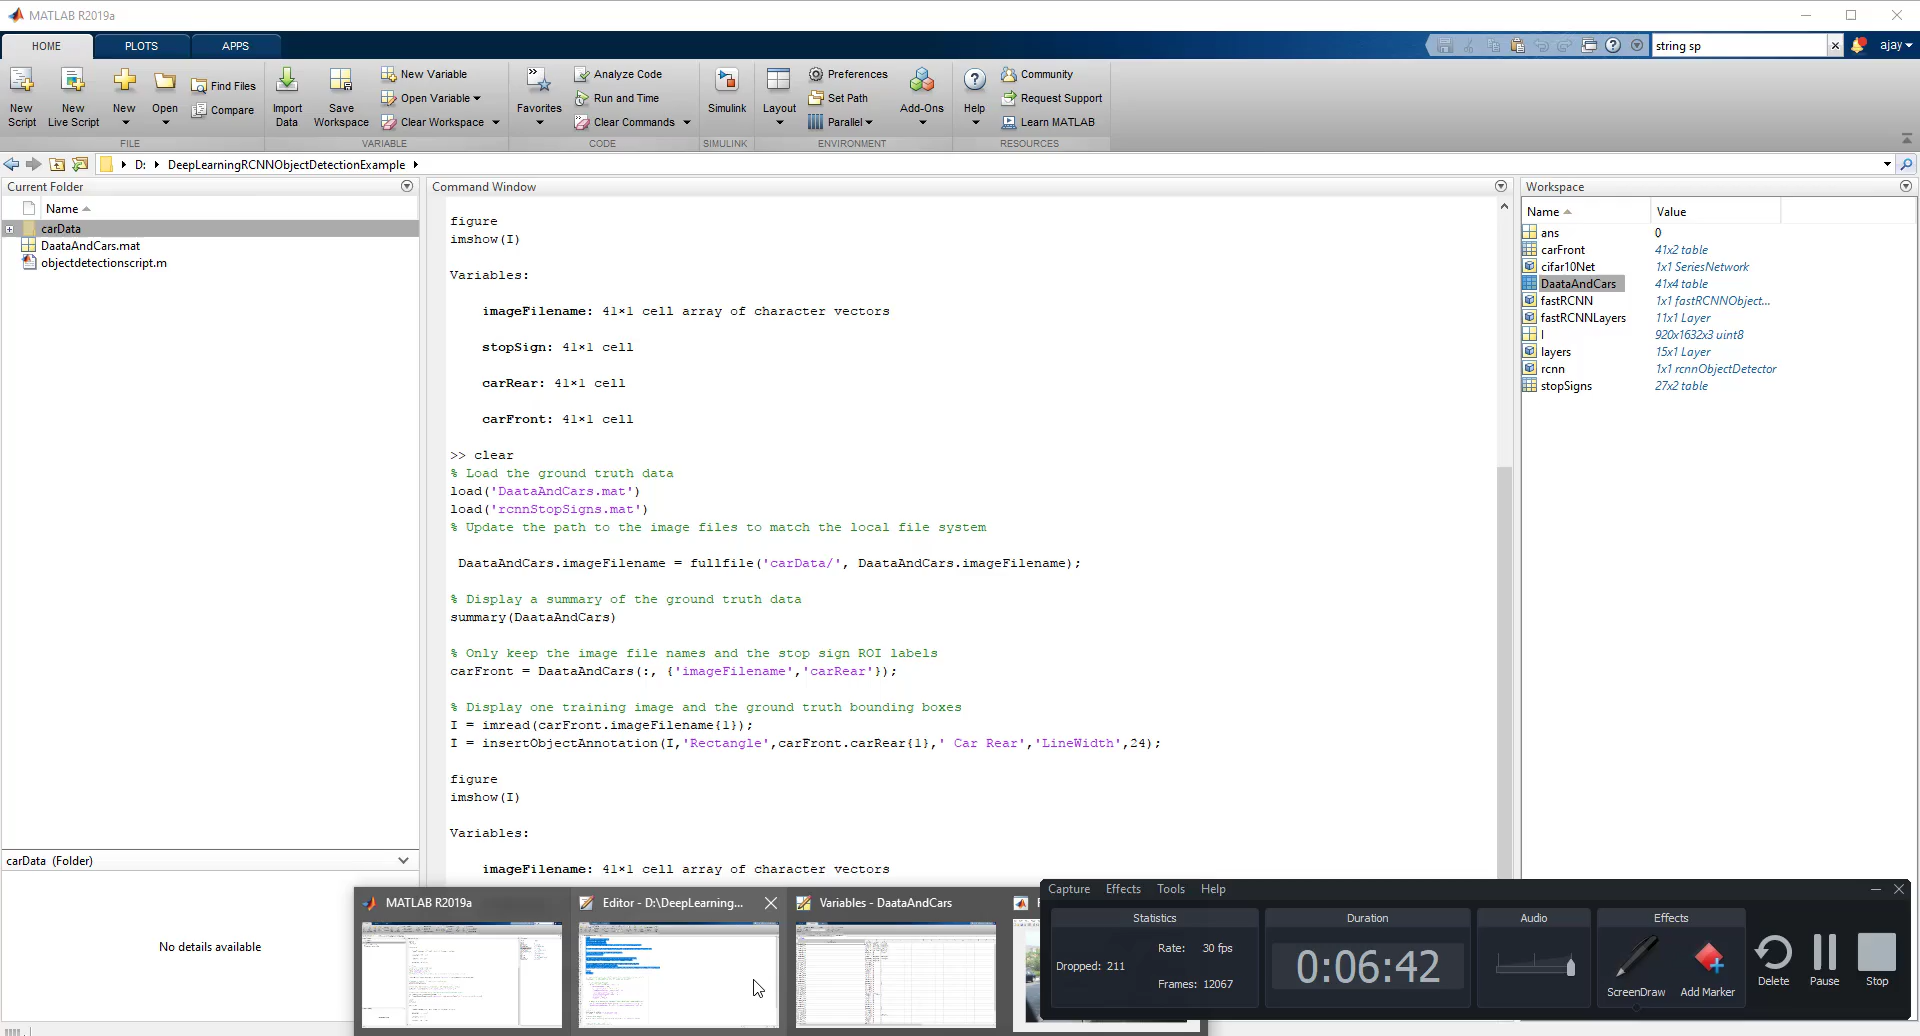 MATLAB R2019a
HOME
PLOTS
APPS
string sp
ajay
New Script
New Live Script
New
Open
Find Files
Compare
FILE
Import Data
Save Workspace
New Variable
Open Variable
Clear Workspace
VARIABLE
Favorites
Analyze Code
Run and Time
Clear Commands
CODE
Simulink
SIMULINK
Layout
Preferences
Set Path
Parallel
Add-Ons
ENVIRONMENT
Help
Community
Request Support
Learn MATLAB
RESOURCES
D: DeepLearningRCNNObjectDetectionExample
Current Folder
Name
carData
DaataAndCars.mat
objectdetectionscript.m
carData (Folder)
No details available
Command Window
figure
imshow(I)
Variables:
imageFilename: 41×1 cell array of character vectors
stopSign: 41×1 cell
carRear: 41×1 cell
carFront: 41×1 cell
>> clear
% Load the ground truth data
load('DaataAndCars.mat')
load('rcnnStopSigns.mat')
% Update the path to the image files to match the local file system
DaataAndCars.imageFilename = fullfile('carData/', DaataAndCars.imageFilename);
% Display a summary of the ground truth data
summary(DaataAndCars)
% Only keep the image file names and the stop sign ROI labels
carFront = DaataAndCars(:, {'imageFilename','carRear'});
% Display one training image and the ground truth bounding boxes
I = imread(carFront.imageFilename{1});
I = insertObjectAnnotation(I,'Rectangle',carFront.carRear{1},' Car Rear','LineWidth',24);
figure
imshow(I)
Variables:
imageFilename: 41×1 cell array of character vectors
Workspace
Name Value
ans 0
carFront 41x2 table
cifar10Net 1x1 SeriesNetwork
DaataAndCars 41x4 table
fastRCNN 1x1 fastRCNNObject...
fastRCNNLayers 11x1 Layer
I 920x1632x3 uint8
layers 15x1 Layer
rcnn 1x1 rcnnObjectDetector
stopSigns 27x2 table
MATLAB R2019a
Editor - D:\DeepLearning...
Variables - DaataAndCars
Capture Effects Tools Help
Statistics
Rate: 30 fps
Dropped: 211
Frames: 12067
Duration
0:06:42
Audio
Effects
ScreenDraw
Add Marker
Delete
Pause
Stop